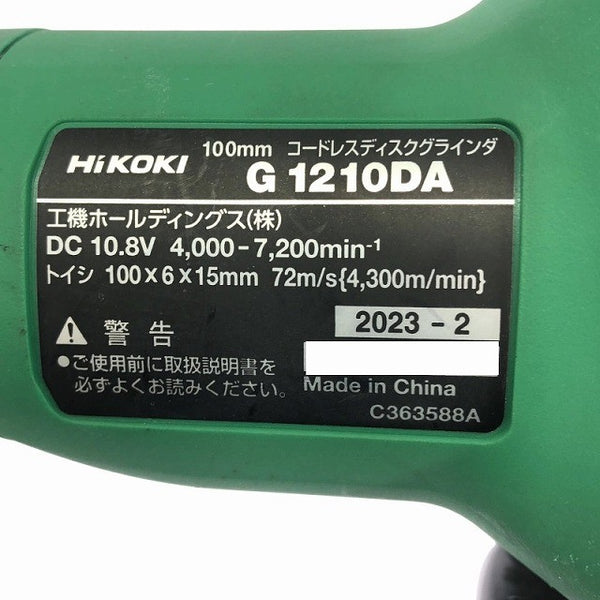 HiKOKI 100mm コードレスディスクグラインダ
G 1210DA
工機ホールディングス(株)
DC 10.8V 4,000-7,200min⁻¹
トイシ 100×6×15mm 72m/s{4,300m/min}
2023 - 2
警告
●ご使用前に取扱説明書を
必ずよくお読みください。
Made in China
C363588A